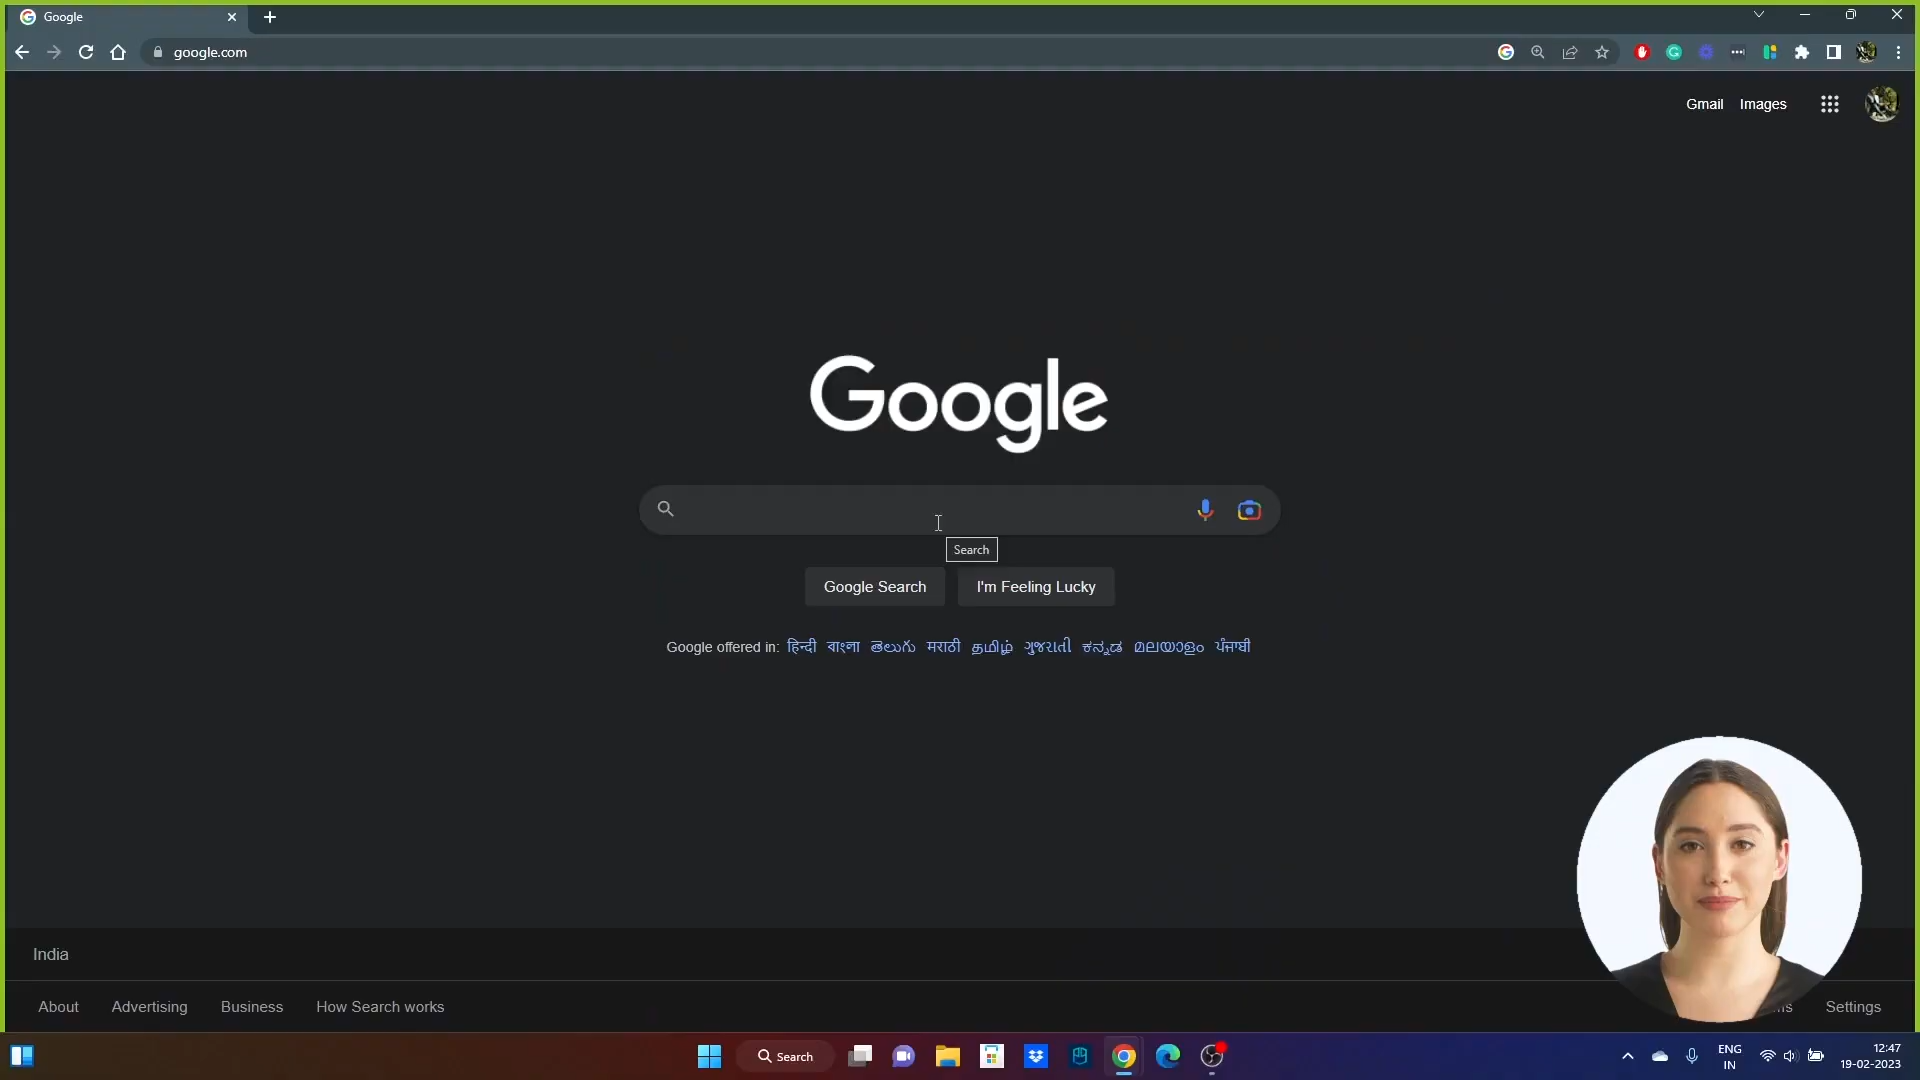 Google
google.com
Gmail Images
Google
Search
Google Search I'm Feeling Lucky
Google offered in: हिन्दी বাংলা తెలుగు मराठी தமிழ் ગુજરાતી ಕನ್ನಡ മലയാളം ਪੰਜਾਬੀ
India
About Advertising Business How Search works Settings
Search
ENG
IN
12:47
19-02-2023